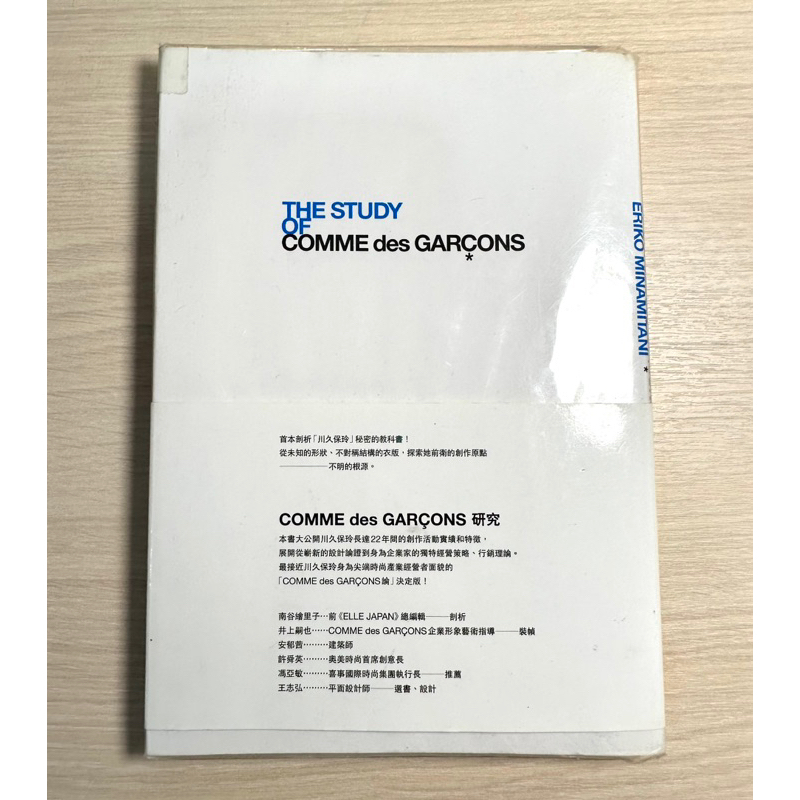 THE STUDY
OF
COMME des GARÇONS
*
ERIKO MINAMITANI *
首本剖析「川久保玲」秘密的教科書！
從未知的形狀、不對稱結構的衣版，探索她前衛的創作原點
————不明的根源。
COMME des GARÇONS 研究
本書大公開川久保玲長達22年間的創作活動實績和特徵，
展開從嶄新的設計論證到身為企業家的獨特經營策略、行銷理論。
最接近川久保玲身為尖端時尚產業經營者面貌的
「COMME des GARÇONS論」決定版！
南谷繪里子…前《ELLE JAPAN》總編輯——剖析
井上嗣也……COMME des GARÇONS企業形象藝術指導——裝幀
安郁茜………建築師
許舜英………奧美時尚首席創意長
馮亞敏………喜事國際時尚集團執行長——推薦
王志弘………平面設計師——選書、設計